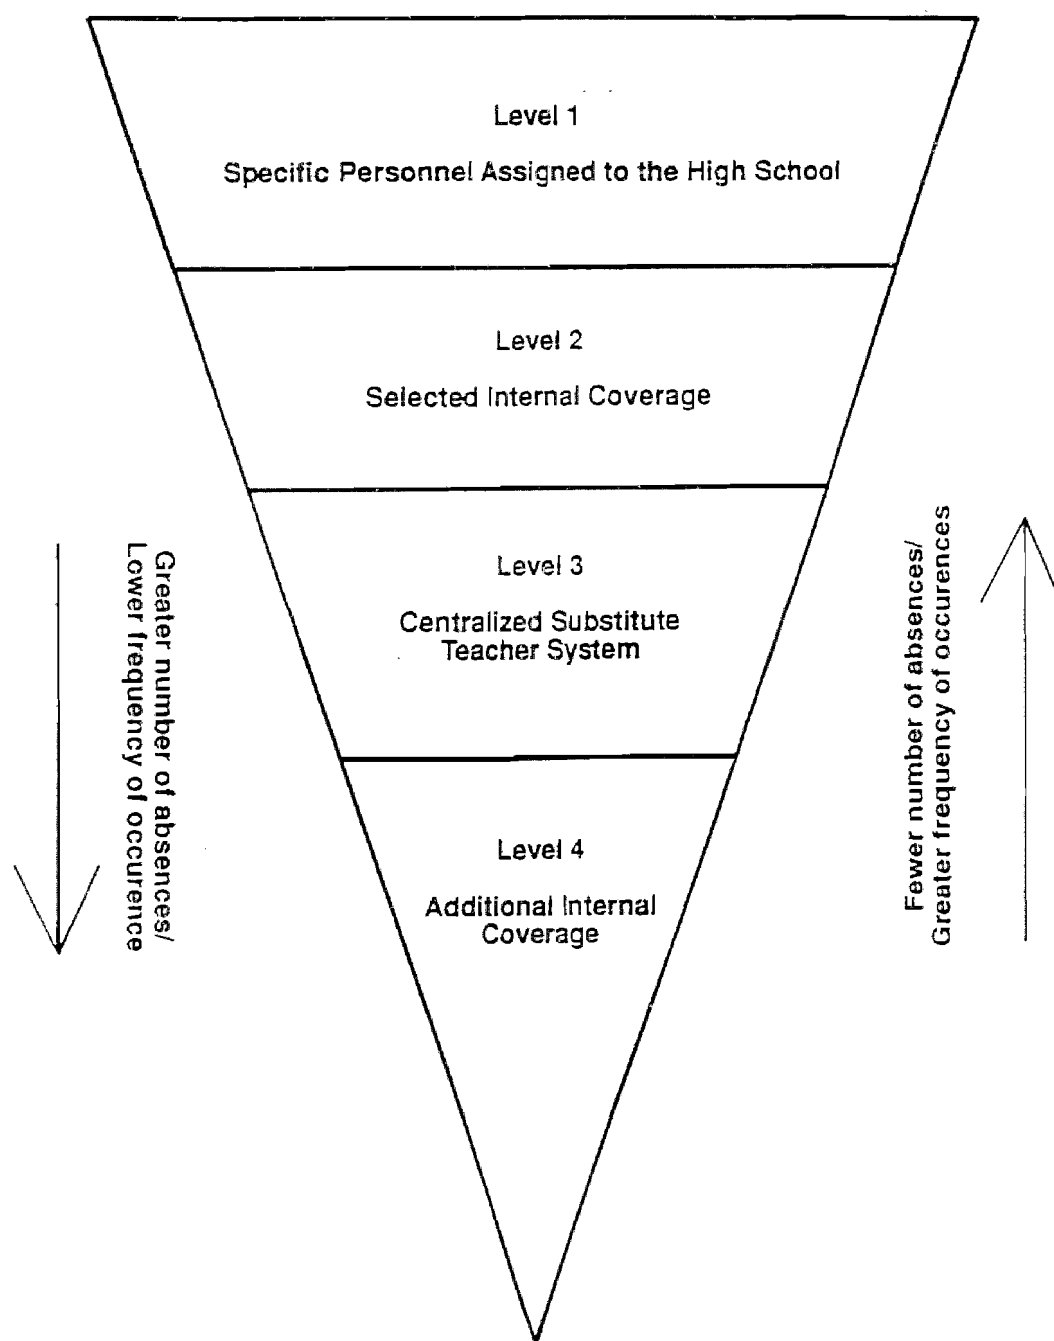 Level 1
Specific Personnel Assigned to the High School
Level 2
Selected Internal Coverage
Level 3
Centralized Substitute
Teacher System
Level 4
Additional Internal
Coverage
Greater number of absences/
Lower frequency of occurence
Fewer number of absences/
Greater frequency of occurences